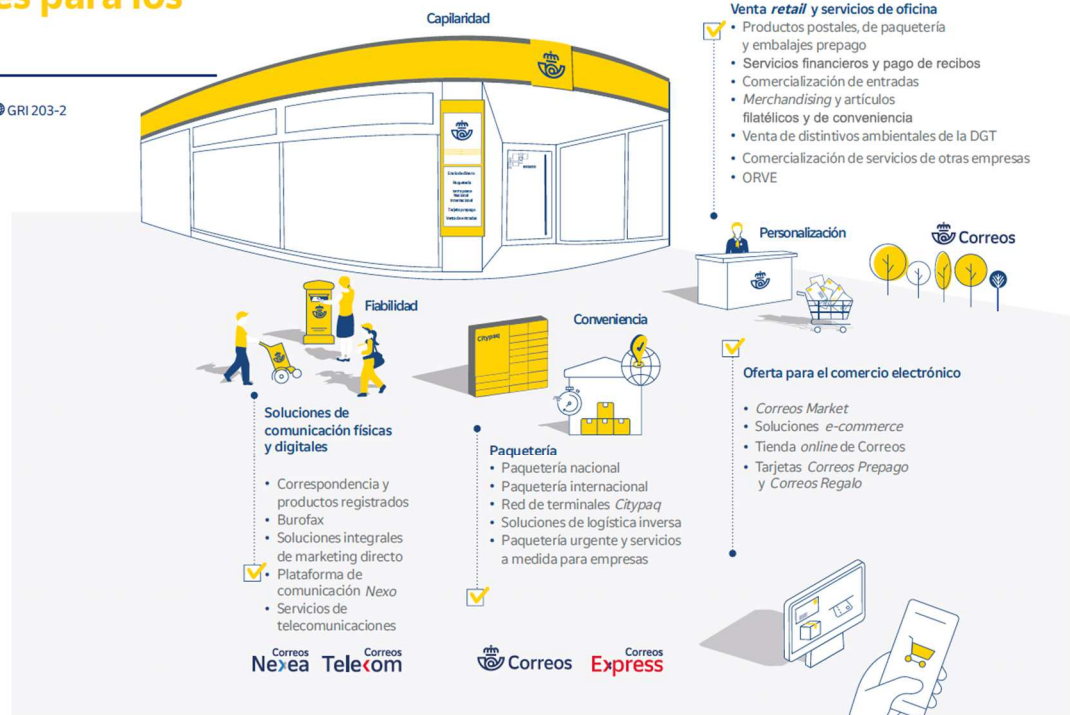 es para los
GRI 203-2
Capilaridad
Venta retail y servicios de oficina
• Productos postales, de paquetería
y embalajes prepago
• Servicios financieros y pago de recibos
• Comercialización de entradas
• Merchandising y artículos
filatélicos y de conveniencia
• Venta de distintivos ambientales de la DGT
• Comercialización de servicios de otras empresas
• ORVE
Personalización
Correos
Fiabilidad
Conveniencia
Citypaq
Oferta para el comercio electrónico
• Correos Market
• Soluciones e-commerce
• Tienda online de Correos
• Tarjetas Correos Prepago
y Correos Regalo
Soluciones de
comunicación físicas
y digitales
• Correspondencia y
productos registrados
• Burofax
• Soluciones integrales
de marketing directo
• Plataforma de
comunicación Nexo
• Servicios de
telecomunicaciones
Paquetería
• Paquetería nacional
• Paquetería internacional
• Red de terminales Citypaq
• Soluciones de logística inversa
• Paquetería urgente y servicios
a medida para empresas
Correos
Nexea
Correos
Telecom
Correos
Correos
Express